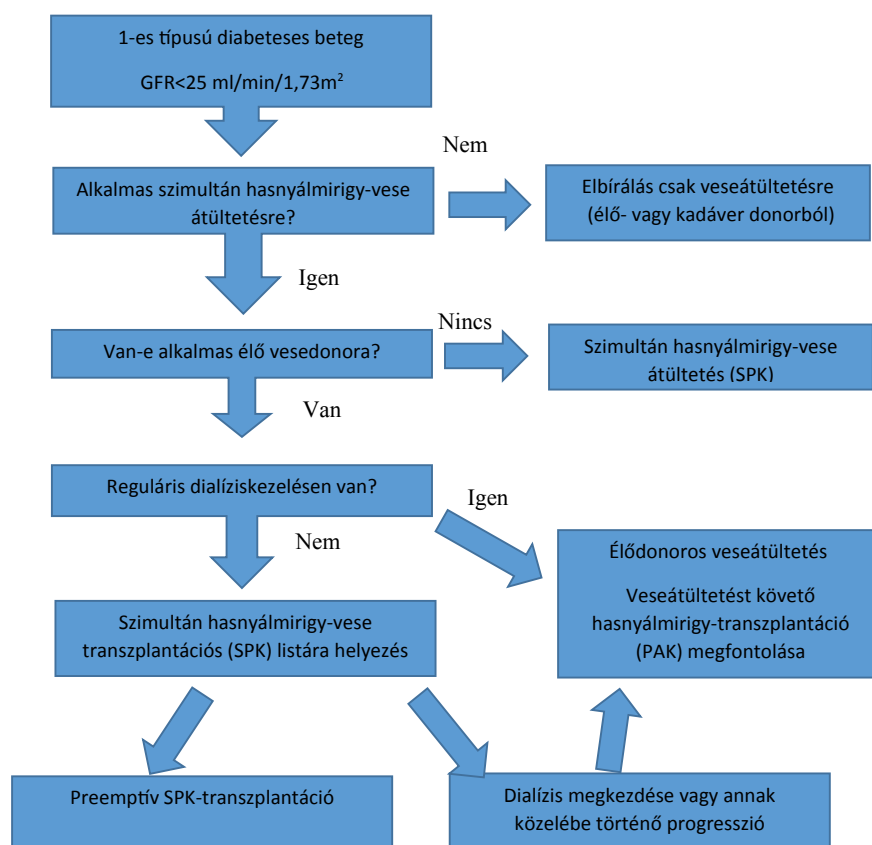 1-es típusú diabeteses beteg
GFR<25 ml/min/1,73m²
Nem
Alkalmas szimultán hasnyálmirigy-vese
átültetésre?
Elbírálás csak veseátültetésre
(élő- vagy kadáver donorból)
Igen
Nincs
Van-e alkalmas élő vesedonora?
Szimultán hasnyálmirigy-vese
átültetés (SPK)
Van
Reguláris dialíziskezelésen van?
Igen
Nem
Élődonoros veseátültetés
Veseátültetést követő
hasnyálmirigy-transzplantáció
(PAK) megfontolása
Szimultán hasnyálmirigy-vese
transzplantációs (SPK) listára helyezés
Preemptív SPK-transzplantáció
Dialízis megkezdése vagy annak
közelébe történő progresszió